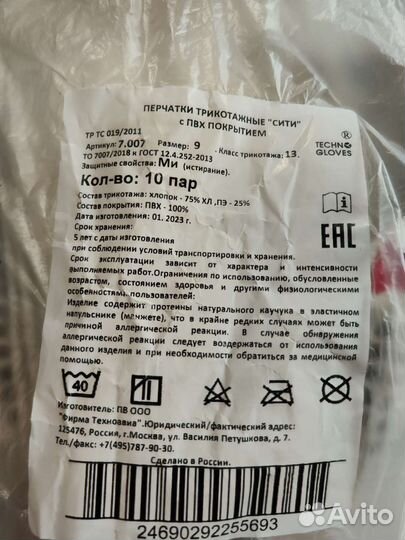 ПЕРЧАТКИ ТРИКОТАЖНЫЕ "СИТИ"
с ПВХ ПОКРЫТИЕМ
ТР ТС 019/2011
Артикул: 7.007 Размер: 9 . Класс трикотажа: 13.
ТО 7007/2018 к ГОСТ 12.4.252-2013
Защитные свойства: Ми (истирание).
Кол-во: 10 пар
®
TECHNO
GLOVES
Состав трикотажа: хлопок - 75% ХЛ ,ПЭ - 25%
Состав покрытия: ПВХ - 100%
Дата изготовления: 01.2023 г.
Срок хранения:
5 лет с даты изготовления
при соблюдении условий транспортировки и хранения.
Срок эксплуатации зависит от характера и интенсивности
выполняемых работ.Ограничения по использованию, обусловленные
возрастом, состоянием здоровья и другими физиологическими
особенностями пользователей:
Изделие содержит протеины натурального каучука в эластичном
напульснике (манжете), что в крайне редких случаях может быть
причиной аллергической реакции. В случае обнаружения
аллергической реакции следует воздержаться от использования
данного изделия и при необходимости обратиться за медицинской
помощью.
EAC
40
Изготовитель: ПВ ООО
"Фирма Техноавиа".Юридический/фактический адрес:
125476, Россия, г.Москва, ул. Василия Петушкова, д. 7.
Тел./факс: +7(495)787-90-30.
Сделано в России.
24690292255693
Avito